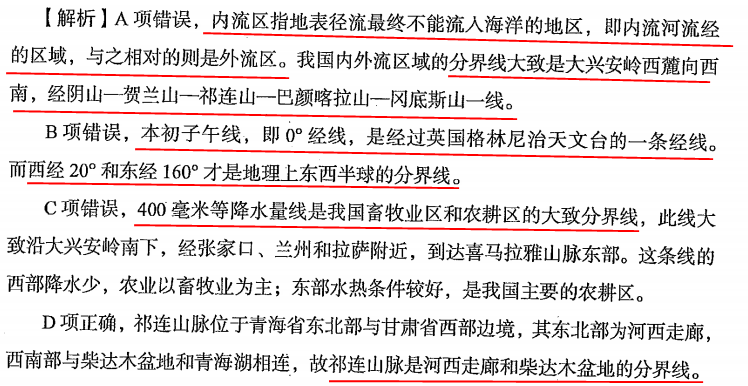 【解析】A 项错误，内流区指地表径流最终不能流入海洋的地区，即内流河流经
的区域，与之相对的则是外流区。我国内外流区域的分界线大致是大兴安岭西麓向西
南，经阴山—贺兰山—祁连山—巴颜喀拉山—冈底斯山一线。
B 项错误，本初子午线，即 0° 经线，是经过英国格林尼治天文台的一条经线。
而西经 20° 和东经 160° 才是地理上东西半球的分界线。
C 项错误，400 毫米等降水量线是我国畜牧业区和农耕区的大致分界线，此线大
致沿大兴安岭南下，经张家口、兰州和拉萨附近，到达喜马拉雅山脉东部。这条线的
西部降水少，农业以畜牧业为主；东部水热条件较好，是我国主要的农耕区。
D 项正确，祁连山脉位于青海省东北部与甘肃省西部边境，其东北部为河西走廊，
西南部与柴达木盆地和青海湖相连，故祁连山脉是河西走廊和柴达木盆地的分界线。